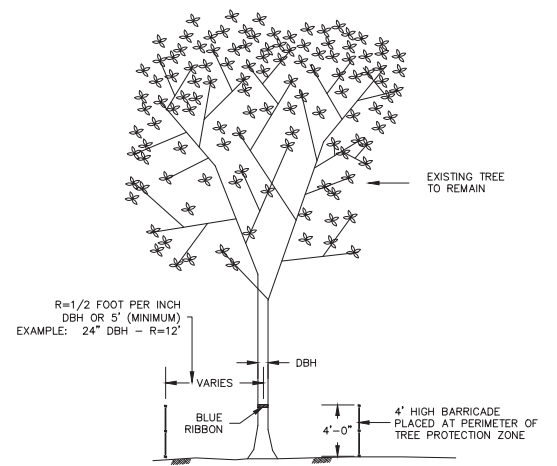 EXISTING TREE
TO REMAIN
R=1/2 FOOT PER INCH
DBH OR 5' (MINIMUM)
EXAMPLE: 24" DBH - R=12'
DBH
VARIES
BLUE
RIBBON
4'-0"
4' HIGH BARRICADE
PLACED AT PERIMETER OF
TREE PROTECTION ZONE